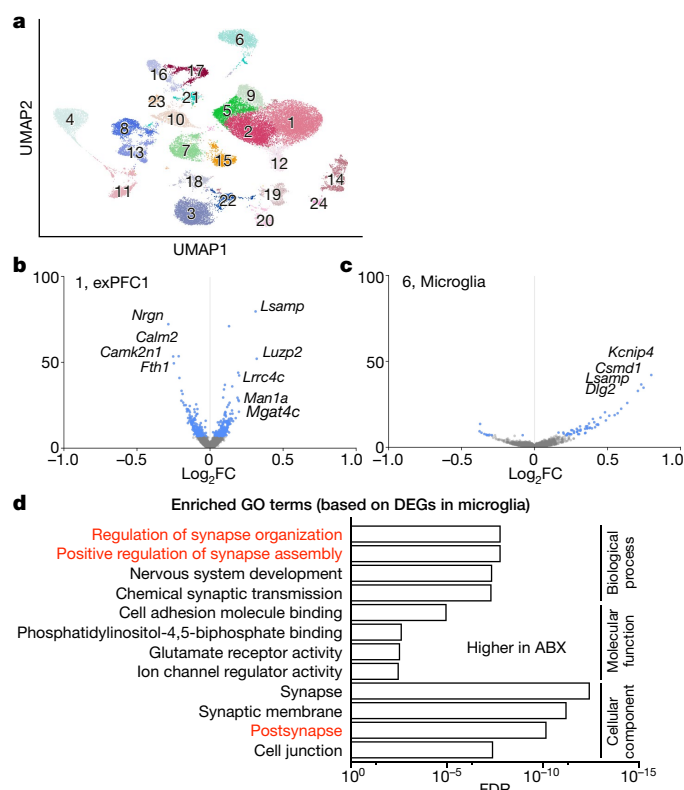 a
UMAP2
6
16
17
23
21
9
5
1
4
8
10
2
13
7
15
12
11
18
14
3
22
19
24
20
UMAP1
b
100
1, exPFC1
Nrgn
Lsamp
Calm2
Camk2n1
50
Luzp2
Fth1
Lrrc4c
Man1a
Mgat4c
0
–1.0
–0.5
0
0.5
1.0
Log2FC
c
100
6, Microglia
Kcnip4
50
Csmd1
Lsamp
Dlg2
0
–1.0
–0.5
0
0.5
1.0
Log2FC
d
Enriched GO terms (based on DEGs in microglia)
Regulation of synapse organization
Positive regulation of synapse assembly
Nervous system development
Chemical synaptic transmission
Cell adhesion molecule binding
Phosphatidylinositol-4,5-biphosphate binding
Glutamate receptor activity
Ion channel regulator activity
Synapse
Synaptic membrane
Postsynapse
Cell junction
Higher in ABX
Biological
process
Molecular
function
Cellular
component
10^0
10^–5
10^–10
10^–15
FDR